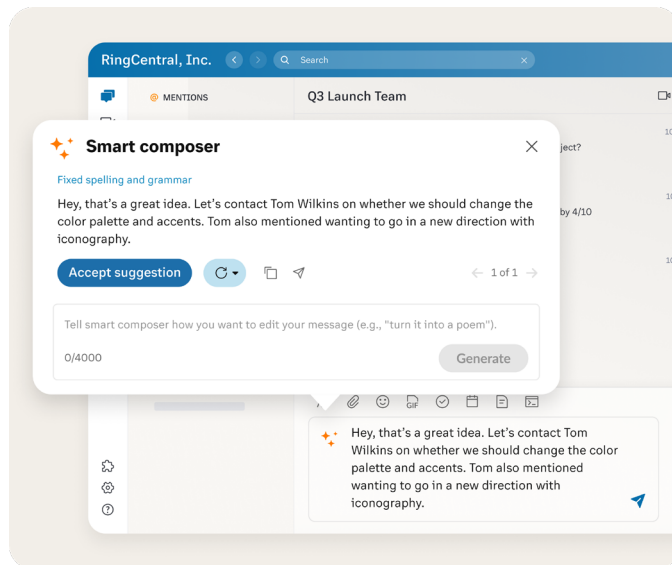 RingCentral, Inc.
Search
@ MENTIONS
Q3 Launch Team
ject?
by 4/10
Smart composer
Fixed spelling and grammar
Hey, that's a great idea. Let's contact Tom Wilkins on whether we should change the
color palette and accents. Tom also mentioned wanting to go in a new direction with
iconography.
Accept suggestion
1 of 1
Tell smart composer how you want to edit your message (e.g., "turn it into a poem").
0/4000
Generate
GIF
Hey, that's a great idea. Let's contact Tom
Wilkins on whether we should change the color
palette and accents. Tom also mentioned
wanting to go in a new direction with
iconography.